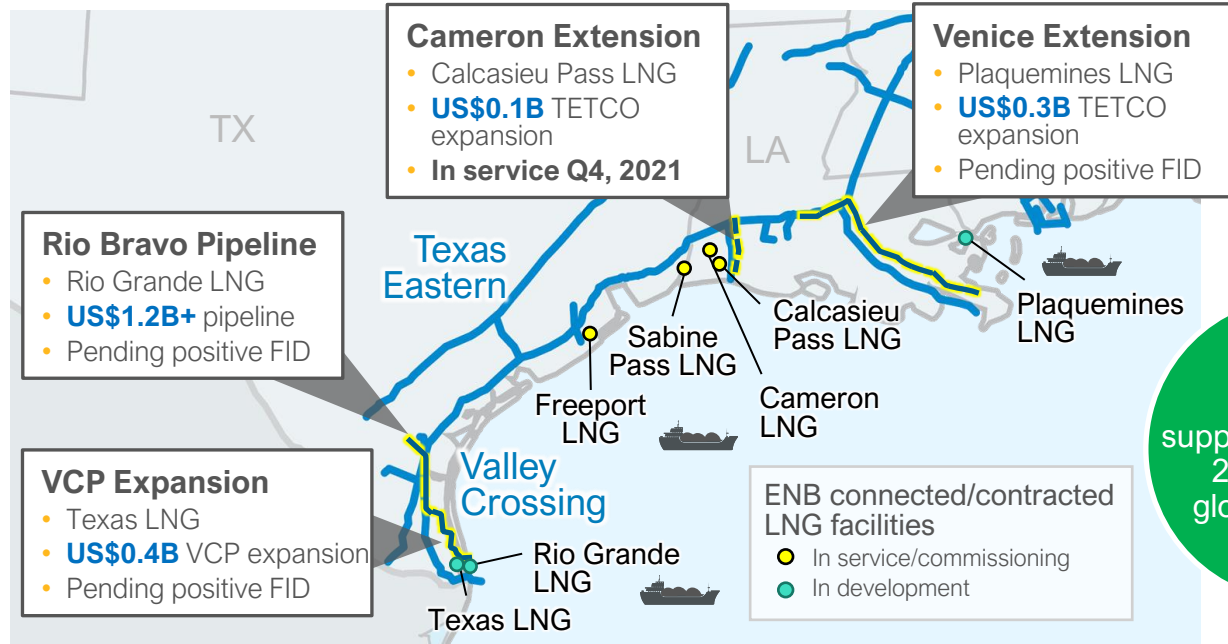 Cameron Extension
• Calcasieu Pass LNG
• US$0.1B TETCO
expansion
• In service Q4, 2021
Venice Extension
• Plaquemines LNG
• US$0.3B TETCO
expansion
• Pending positive FID
TX
LA
Rio Bravo Pipeline
• Rio Grande LNG
• US$1.2B+ pipeline
• Pending positive FID
Texas
Eastern
Sabine
Pass LNG
Calcasieu
Pass LNG
Plaquemines
LNG
Freeport
LNG
Cameron
LNG
VCP Expansion
• Texas LNG
• US$0.4B VCP expansion
• Pending positive FID
Valley
Crossing
Rio Grande
LNG
Texas LNG
ENB connected/contracted
LNG facilities
In service/commissioning
In development